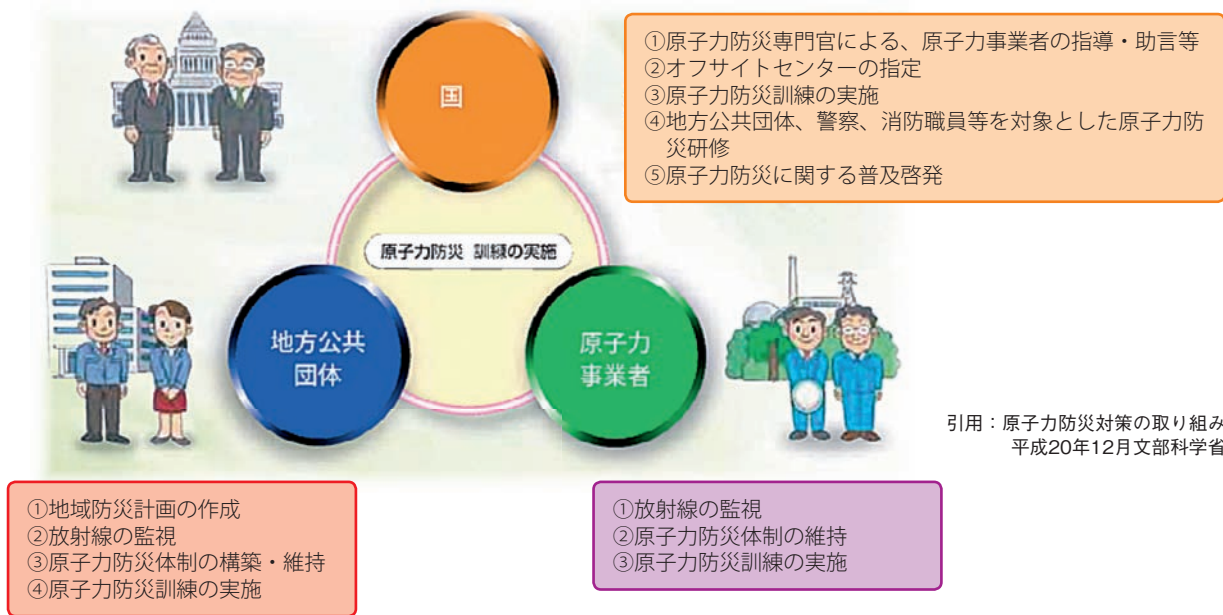 国
①原子力防災専門官による、原子力事業者の指導・助言等
②オフサイトセンターの指定
③原子力防災訓練の実施
④地方公共団体、警察、消防職員等を対象とした原子力防
災研修
⑤原子力防災に関する普及啓発
原子力防災 訓練の実施
地方公共
団体
原子力
事業者
引用：原子力防災対策の取り組み
平成20年12月文部科学省
①地域防災計画の作成
②放射線の監視
③原子力防災体制の構築・維持
④原子力防災訓練の実施
①放射線の監視
②原子力防災体制の維持
③原子力防災訓練の実施